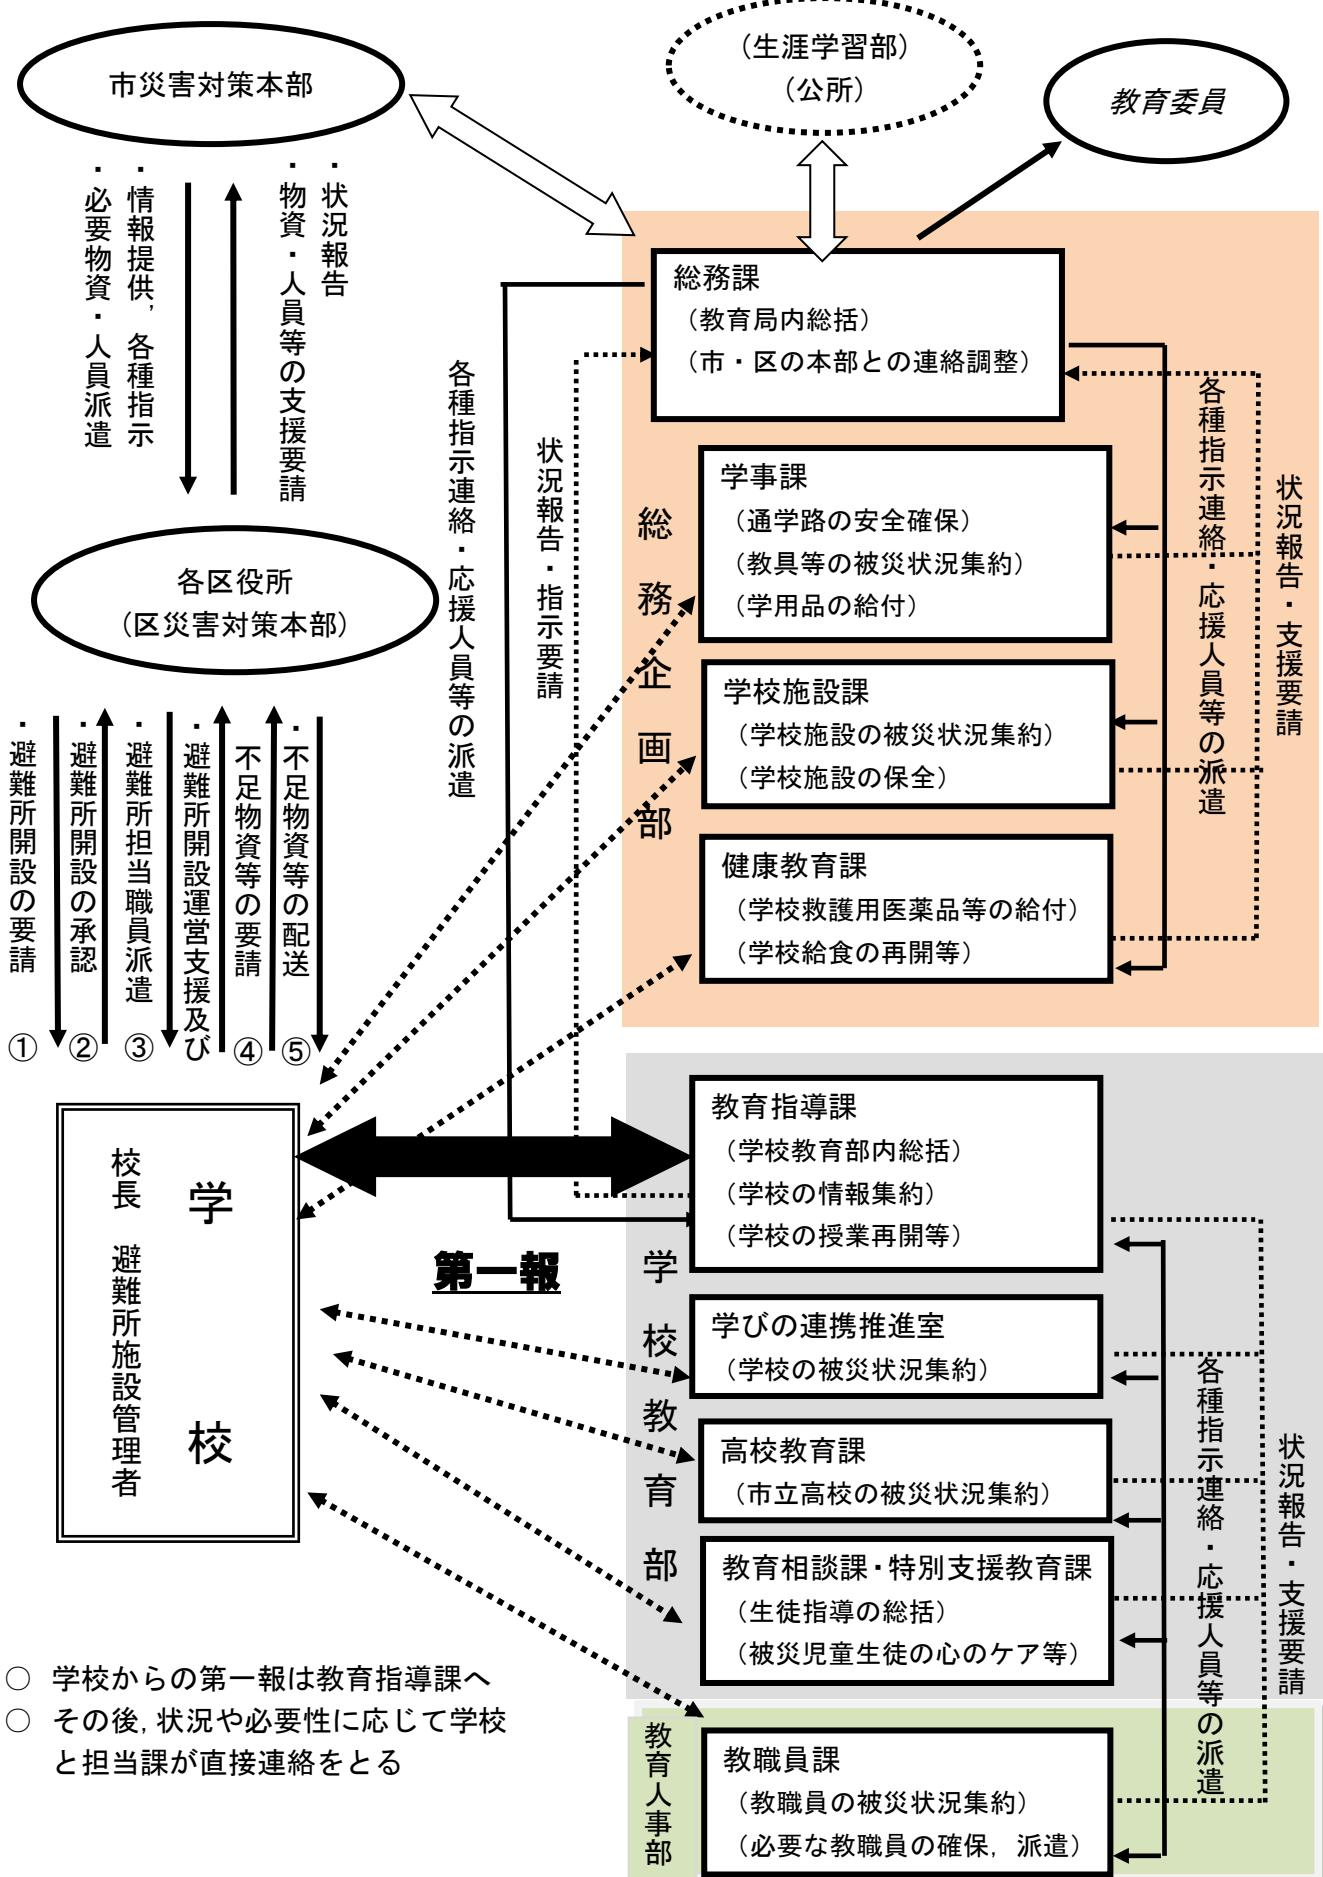 市災害対策本部
(生涯学習部)
(公所)
教育委員
・状況報告
・物資・人員等の支援要請
・情報提供,各種指示
・必要物資・人員派遣
各区役所
(区災害対策本部)
・避難所開設の要請 ①
・避難所開設の承認 ②
・避難所担当職員派遣 ③
・避難所開設運営支援及び
不足物資等の要請 ④
・不足物資等の配送 ⑤
各種指示連絡・応援人員等の派遣
状況報告・指示要請
総務企画部
総務課
(教育局内総括)
(市・区の本部との連絡調整)
学事課
(通学路の安全確保)
(教具等の被災状況集約)
(学用品の給付)
学校施設課
(学校施設の被災状況集約)
(学校施設の保全)
健康教育課
(学校救護用医薬品等の給付)
(学校給食の再開等)
各種指示連絡・応援人員等の派遣
状況報告・支援要請
学校
校長 避難所施設管理者
第一報
学校教育部
教育指導課
(学校教育部内総括)
(学校の情報集約)
(学校の授業再開等)
学びの連携推進室
(学校の被災状況集約)
高校教育課
(市立高校の被災状況集約)
教育相談課・特別支援教育課
(生徒指導の総括)
(被災児童生徒の心のケア等)
各種指示連絡・応援人員等の派遣
状況報告・支援要請
教育人事部
教職員課
(教職員の被災状況集約)
(必要な教職員の確保,派遣)
○ 学校からの第一報は教育指導課へ
○ その後,状況や必要性に応じて学校
と担当課が直接連絡をとる